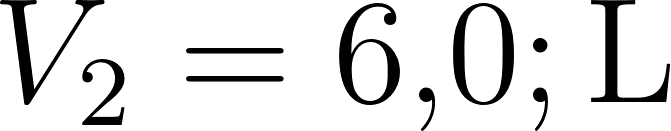 V₂ = 6,0; L